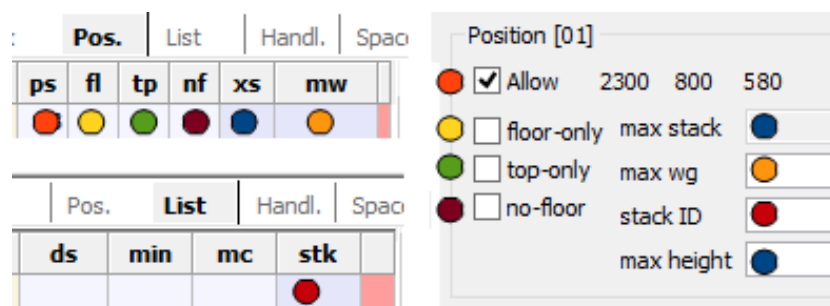 Pos. List Handl. Spac
ps fl tp nf xs mw
Pos. List Handl. Spac
ds min mc stk
Position [01]
Allow 2300 800 580
floor-only max stack
top-only max wg
no-floor stack ID
max height